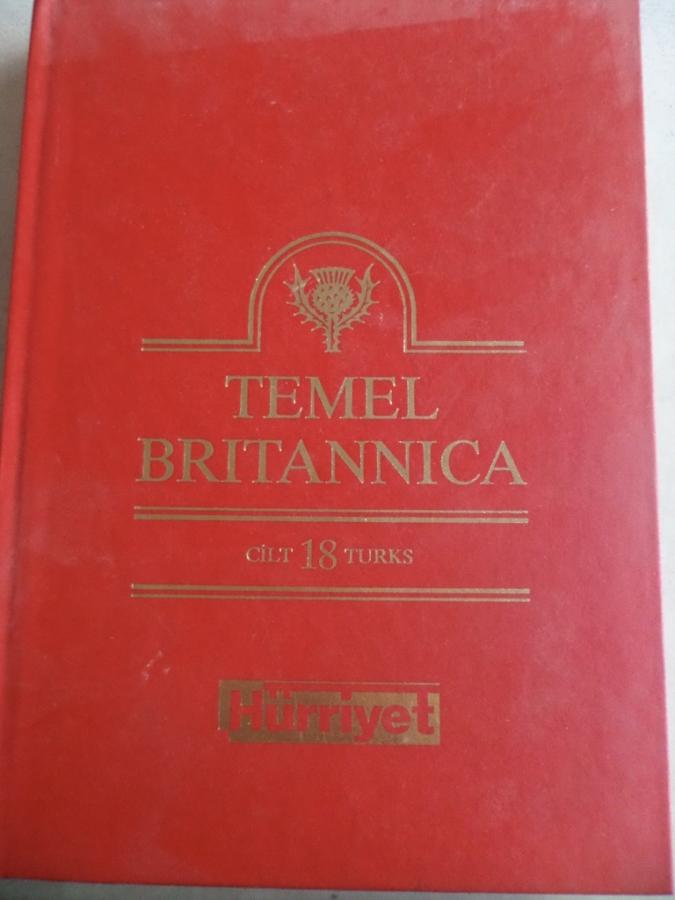 TEMEL
BRITANNICA
CİLT 18 TURKS
Hürriyet